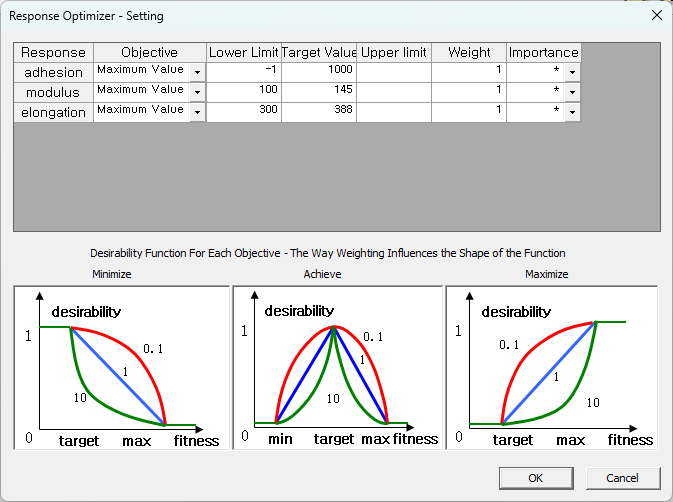 Response Optimizer - Setting
Response Objective Lower Limit Target Value Upper limit Weight Importance
adhesion Maximum Value -1 1000 1 *
modulus Maximum Value 100 145 1 *
elongation Maximum Value 300 388 1 *
Desirability Function For Each Objective - The Way Weighting Influences the Shape of the Function
Minimize Achieve Maximize
desirability
1
0.1
1
10
0
target max fitness
desirability
1
0.1
1
10
0
min target max fitness
desirability
1
0.1
1
10
0
target max fitness
OK Cancel